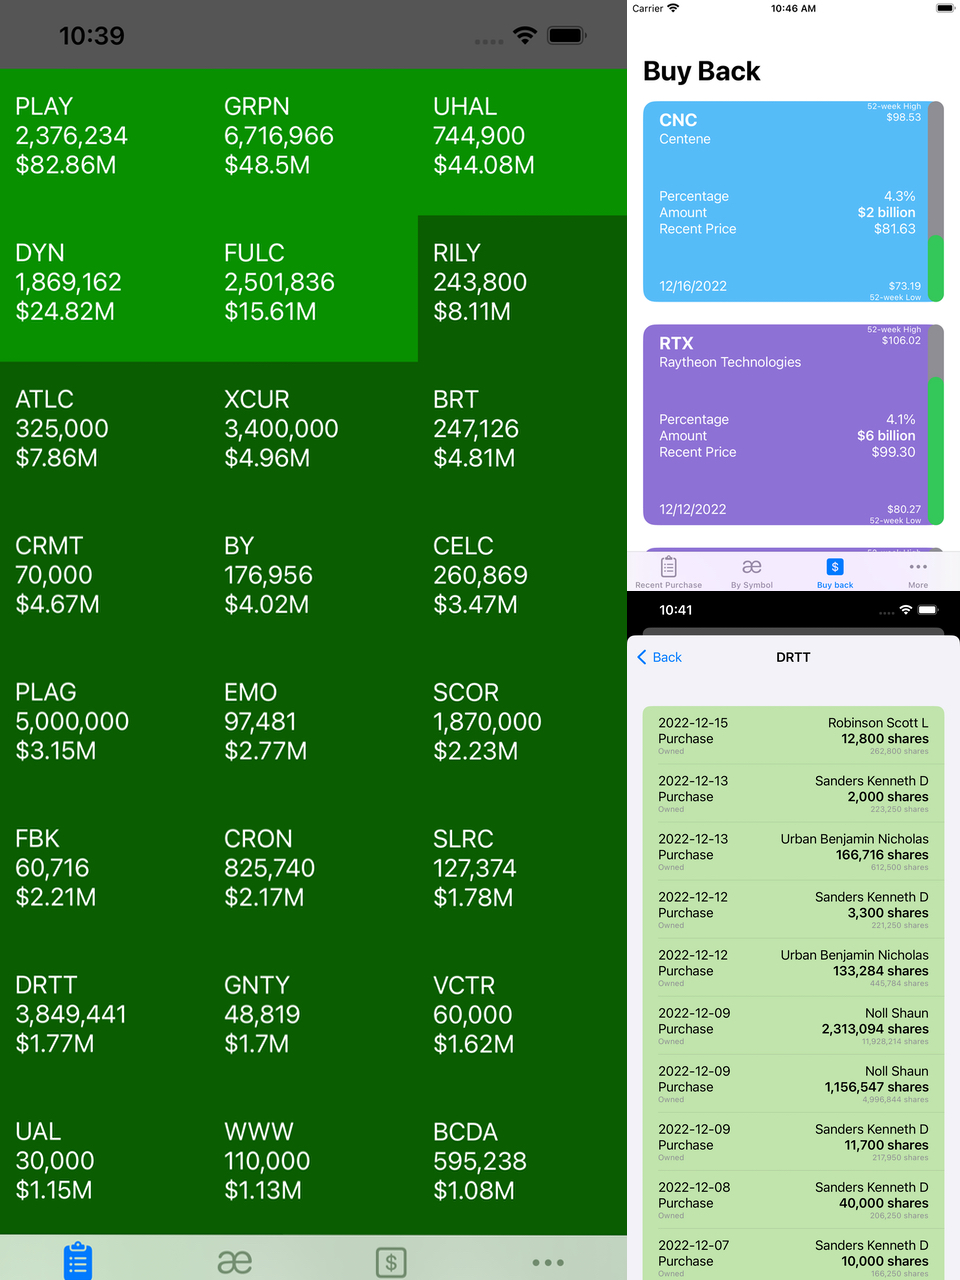 10:39
PLAY
2,376,234
$82.86M
GRPN
6,716,966
$48.5M
UHAL
744,900
$44.08M
DYN
1,869,162
$24.82M
FULC
2,501,836
$15.61M
RILY
243,800
$8.11M
ATLC
325,000
$7.86M
XCUR
3,400,000
$4.96M
BRT
247,126
$4.81M
CRMT
70,000
$4.67M
BY
176,956
$4.02M
CELC
260,869
$3.47M
PLAG
5,000,000
$3.15M
EMO
97,481
$2.77M
SCOR
1,870,000
$2.23M
FBK
60,716
$2.21M
CRON
825,740
$2.17M
SLRC
127,374
$1.78M
DRTT
3,849,441
$1.77M
GNTY
48,819
$1.7M
VCTR
60,000
$1.62M
UAL
30,000
$1.15M
WWW
110,000
$1.13M
BCDA
595,238
$1.08M
æ
$
Carrier 10:46 AM
Buy Back
52-week High
CNC $98.53
Centene
Percentage 4.3%
Amount $2 billion
Recent Price $81.63
12/16/2022 $73.19
52-week Low
52-week High
RTX $106.02
Raytheon Technologies
Percentage 4.1%
Amount $6 billion
Recent Price $99.30
12/12/2022 $80.27
52-week Low
52-week High
æ $
Recent Purchase By Symbol Buy back More
10:41
Back DRTT
2022-12-15 Robinson Scott L
Purchase 12,800 shares
Owned 262,800 shares
2022-12-13 Sanders Kenneth D
Purchase 2,000 shares
Owned 223,250 shares
2022-12-13 Urban Benjamin Nicholas
Purchase 166,716 shares
Owned 612,500 shares
2022-12-12 Sanders Kenneth D
Purchase 3,300 shares
Owned 221,250 shares
2022-12-12 Urban Benjamin Nicholas
Purchase 133,284 shares
Owned 445,784 shares
2022-12-09 Noll Shaun
Purchase 2,313,094 shares
Owned 11,928,214 shares
2022-12-09 Noll Shaun
Purchase 1,156,547 shares
Owned 4,996,844 shares
2022-12-09 Sanders Kenneth D
Purchase 11,700 shares
Owned 217,950 shares
2022-12-08 Sanders Kenneth D
Purchase 40,000 shares
Owned 206,250 shares
2022-12-07 Sanders Kenneth D
Purchase 10,000 shares
Owned 166,250 shares